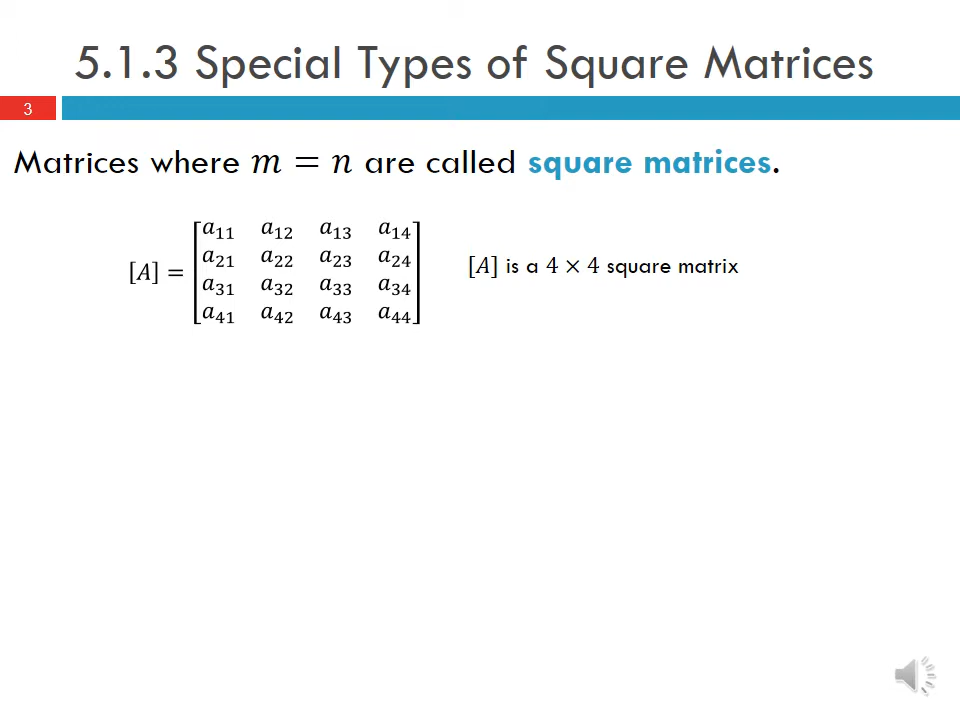 5.1.3 Special Types of Square Matrices
3
Matrices where 𝑚 = 𝑛 are called square matrices.
[𝐴] = [𝑎₁₁ 𝑎₁₂ 𝑎₁₃ 𝑎₁₄
𝑎₂₁ 𝑎₂₂ 𝑎₂₃ 𝑎₂₄
𝑎₃₁ 𝑎₃₂ 𝑎₃₃ 𝑎₃₄
𝑎₄₁ 𝑎₄₂ 𝑎₄₃ 𝑎₄₄]
[𝐴] is a 4 × 4 square matrix